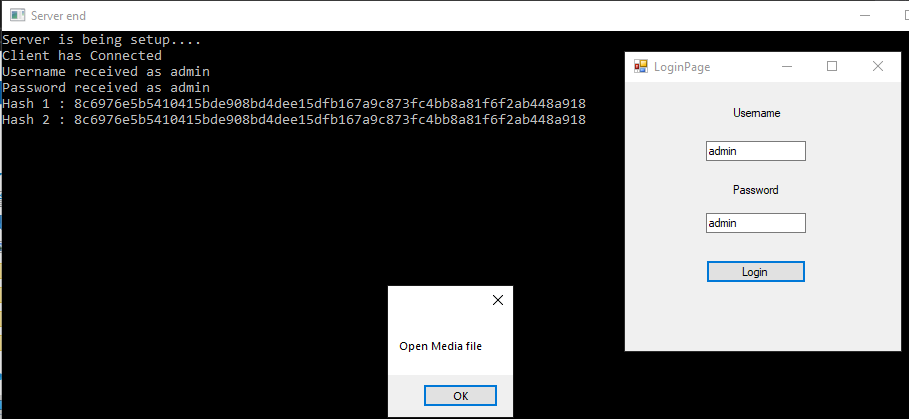 Server end
Server is being setup....
Client has Connected
Username received as admin
Password received as admin
Hash 1 : 8c6976e5b5410415bde908bd4dee15dfb167a9c873fc4bb8a81f6f2ab448a918
Hash 2 : 8c6976e5b5410415bde908bd4dee15dfb167a9c873fc4bb8a81f6f2ab448a918
LoginPage
Username
admin
Password
admin
Login
Open Media file
OK